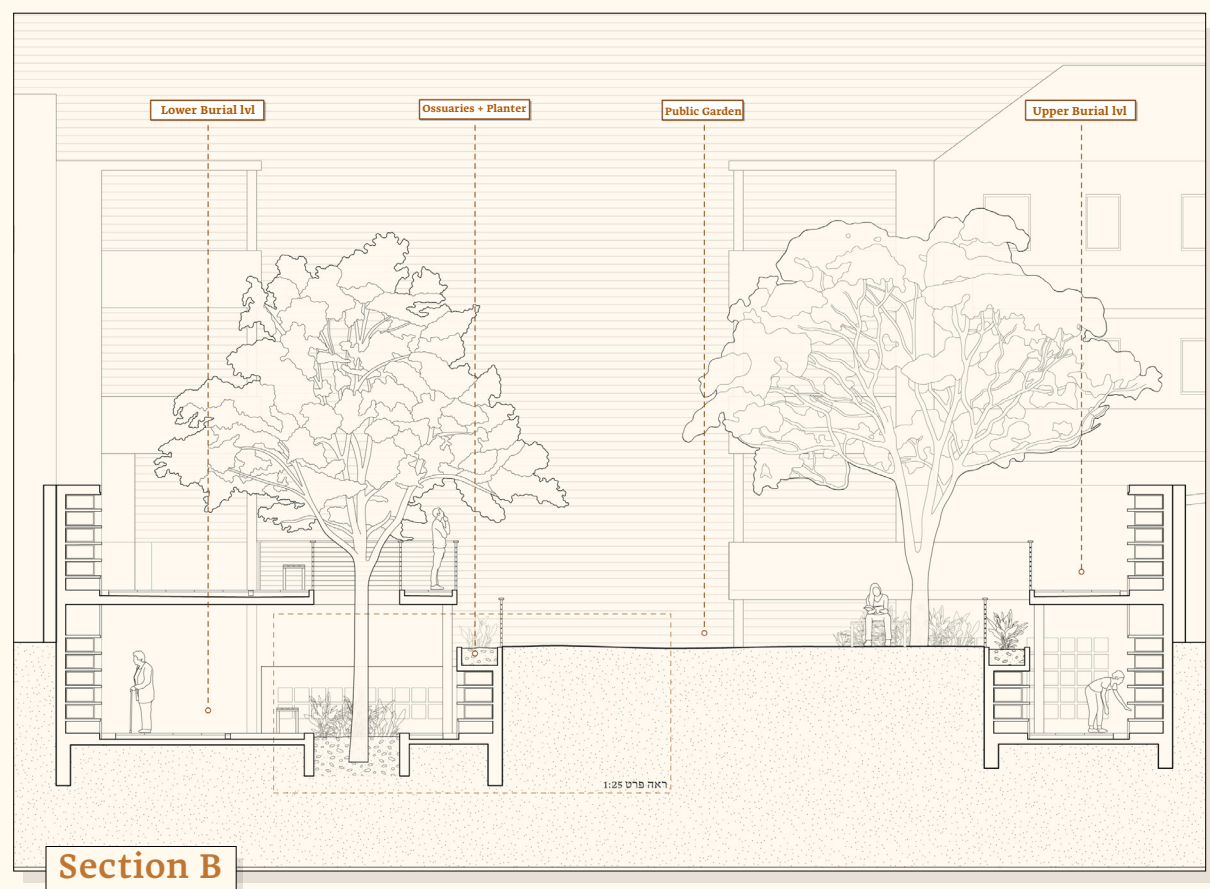 Lower Burial lvl
Ossuaries + Planter
Public Garden
Upper Burial lvl
ראה פרט 1:25
Section B